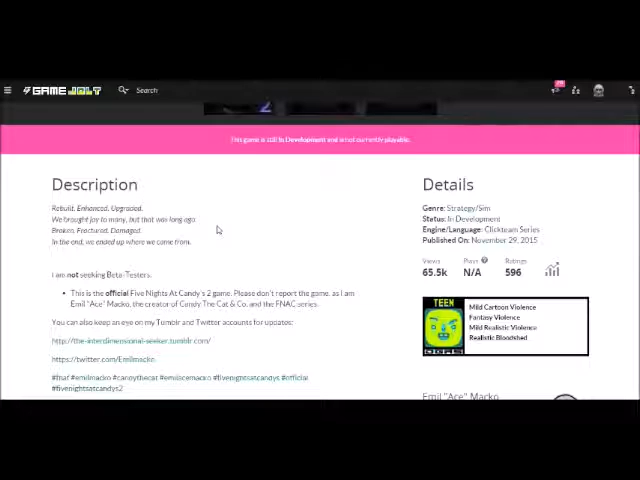 GAME JOLT
Search
2
This game is still In Development and is not currently playable.
Description
Rebuilt. Enhanced. Upgraded.
We brought joy to many, but that was long ago.
Broken. Fractured. Damaged.
In the end, we ended up where we came from.
I am not seeking Beta-Testers.
• This is the official Five Nights At Candy's 2 game. Please don't report the game, as I am
Emil "Ace" Macko, the creator of Candy The Cat & Co. and the FNAC series.
You can also keep an eye on my Tumblr and Twitter accounts for updates:
http://the-interdimensional-seeker.tumblr.com/
https://twitter.com/Emilmacko
#fnaf #emilmacko #candythecat #emilacemacko #fivenightsatcandys #official
#fivenightsatcandys2
Details
Genre: Strategy/Sim
Status: In Development
Engine/Language: Clickteam Series
Published On: November 29, 2015
Views Plays Ratings
65.5k N/A 596
TEEN
Mild Cartoon Violence
Fantasy Violence
Mild Realistic Violence
Realistic Bloodshed
OGRS
Emil "Ace" Macko